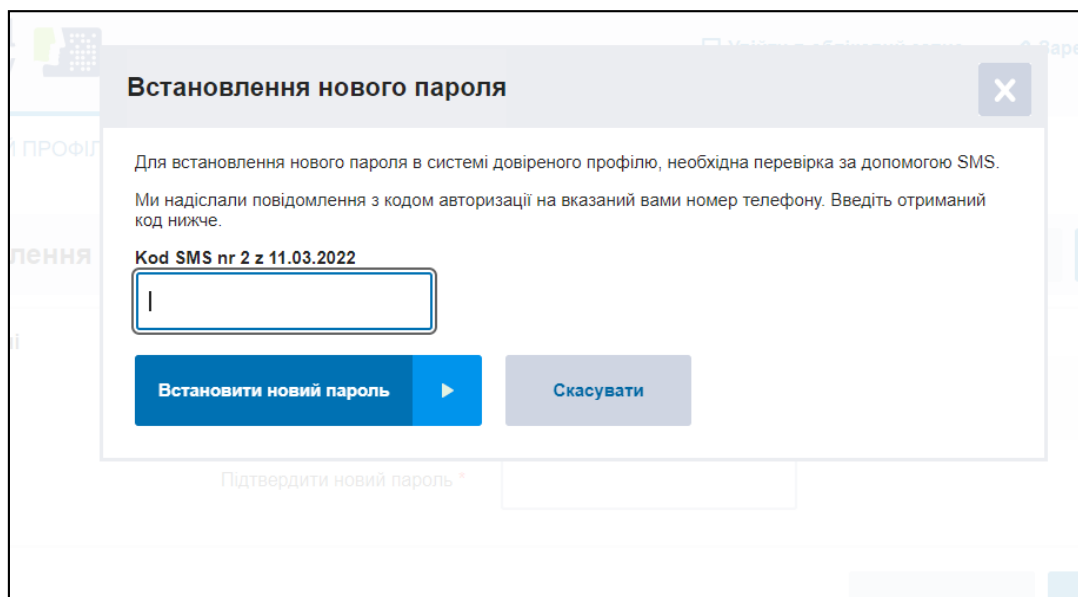 Встановлення нового пароля
Для встановлення нового пароля в системі довіреного профілю, необхідна перевірка за допомогою SMS.
Ми надіслали повідомлення з кодом авторизації на вказаний вами номер телефону. Введіть отриманий
код нижче.
Kod SMS nr 2 z 11.03.2022
Встановити новий пароль
Скасувати
Підтвердити новий пароль *